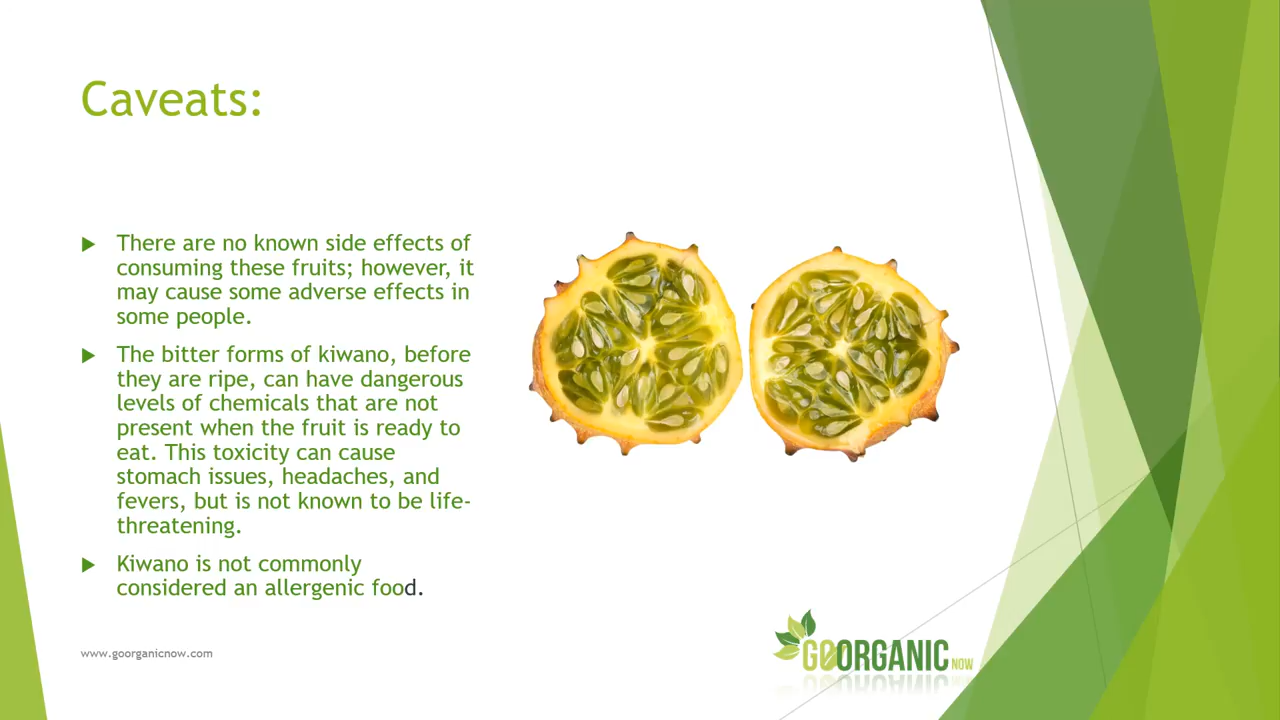 Caveats:
There are no known side effects of
consuming these fruits; however, it
may cause some adverse effects in
some people.
The bitter forms of kiwano, before
they are ripe, can have dangerous
levels of chemicals that are not
present when the fruit is ready to
eat. This toxicity can cause
stomach issues, headaches, and
fevers, but is not known to be life-
threatening.
Kiwano is not commonly
considered an allergenic food.
www.goorganicnow.com
GOORGANIC NOW